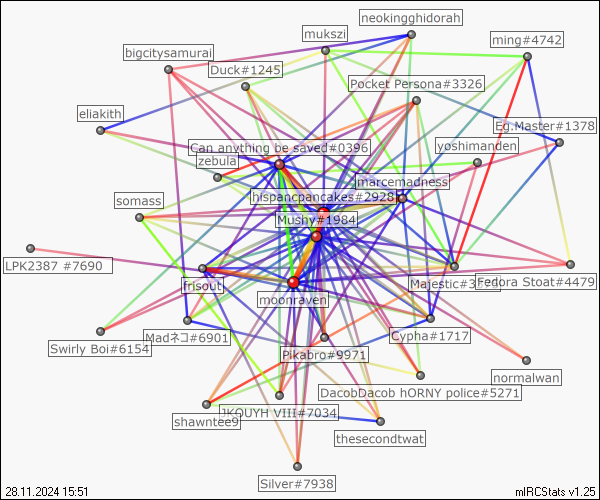 neokingghidorah
mukszi
ming#4742
bigcitysamurai
Duck#1245
Pocket Persona#3326
eliakith
Eg.Master#1378
Can anything be saved#0396
yoshimanden
zebula
marcemadness
hispanicpancakes#2928
somass
Mushy#1984
LPK2387 #7690
frisout
moonraven
Majestic#3
Fedora Stoat#4479
Madネコ#6901
Cypha#1717
Swirly Boi#6154
Pikabro#9971
normalwan
DacobDacob hORNY police#5271
shawntee9
JKOUYH VIII#7034
thesecondtwat
Silver#7938
28.11.2024 15:51
mIRCStats v1.25